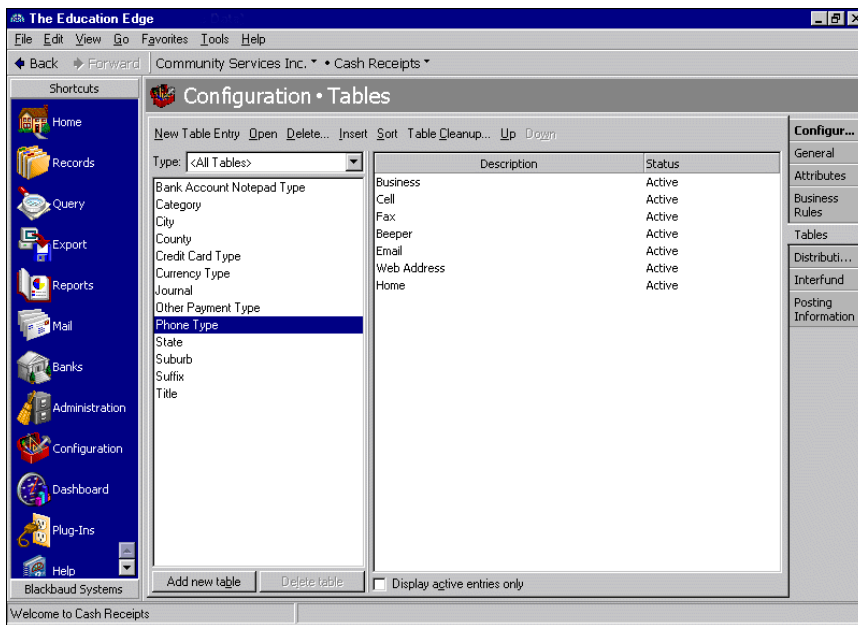 The Education Edge
File Edit View Go Favorites Tools Help
Back Forward Community Services Inc. • Cash Receipts
Shortcuts
Home
Records
Query
Export
Reports
Mail
Banks
Administration
Configuration
Dashboard
Plug-Ins
Help
Blackbaud Systems
Configuration • Tables
New Table Entry Open Delete... Insert Sort Table Cleanup... Up Down
Type: <All Tables>
Bank Account Notepad Type
Category
City
County
Credit Card Type
Currency Type
Journal
Other Payment Type
Phone Type
State
Suburb
Suffix
Title
Add new table Delete table
Description Status
Business Active
Cell Active
Fax Active
Beeper Active
Email Active
Web Address Active
Home Active
Display active entries only
Configur...
General
Attributes
Business
Rules
Tables
Distributi...
Interfund
Posting
Information
Welcome to Cash Receipts